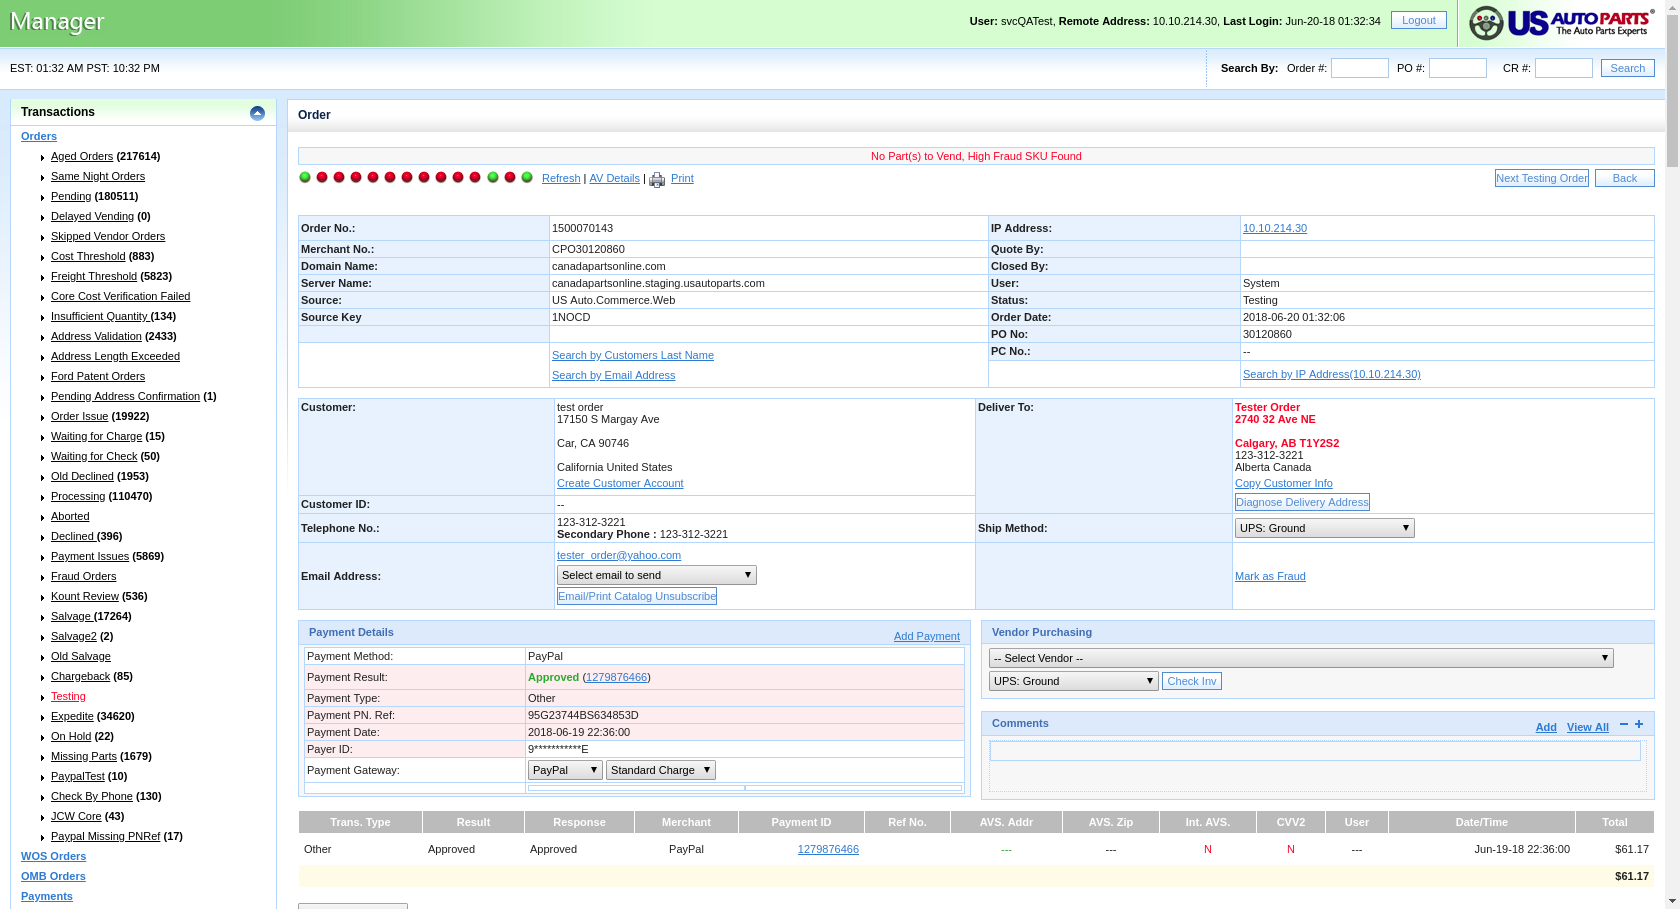 Manager
User: svcQATest, Remote Address: 10.10.214.30, Last Login: Jun-20-18 01:32:34 Logout
US AUTO PARTS®
The Auto Parts Experts
EST: 01:32 AM PST: 10:32 PM
Search By: Order #: PO #: CR #: Search
Transactions
Orders
Aged Orders (217614)
Same Night Orders
Pending (180511)
Delayed Vending (0)
Skipped Vendor Orders
Cost Threshold (883)
Freight Threshold (5823)
Core Cost Verification Failed
Insufficient Quantity (134)
Address Validation (2433)
Address Length Exceeded
Ford Patent Orders
Pending Address Confirmation (1)
Order Issue (19922)
Waiting for Charge (15)
Waiting for Check (50)
Old Declined (1953)
Processing (110470)
Aborted
Declined (396)
Payment Issues (5869)
Fraud Orders
Kount Review (536)
Salvage (17264)
Salvage2 (2)
Old Salvage
Chargeback (85)
Testing
Expedite (34620)
On Hold (22)
Missing Parts (1679)
PaypalTest (10)
Check By Phone (130)
JCW Core (43)
Paypal Missing PNRef (17)
WOS Orders
OMB Orders
Payments
Order
No Part(s) to Vend, High Fraud SKU Found
Refresh | AV Details | Print
Next Testing Order Back
Order No.: 1500070143 IP Address: 10.10.214.30
Merchant No.: CPO30120860 Quote By:
Domain Name: canadapartsonline.com Closed By:
Server Name: canadapartsonline.staging.usautoparts.com User: System
Source: US Auto.Commerce.Web Status: Testing
Source Key 1NOCD Order Date: 2018-06-20 01:32:06
PO No: 30120860
PC No.: --
Search by Customers Last Name
Search by Email Address
Search by IP Address(10.10.214.30)
Customer: test order
17150 S Margay Ave
Car, CA 90746
California United States
Create Customer Account
Deliver To: Tester Order
2740 32 Ave NE
Calgary, AB T1Y2S2
123-312-3221
Alberta Canada
Copy Customer Info
Diagnose Delivery Address
Customer ID: --
Telephone No.: 123-312-3221
Secondary Phone : 123-312-3221
Ship Method: UPS: Ground
Email Address: tester_order@yahoo.com
Select email to send
Email/Print Catalog Unsubscribe
Mark as Fraud
Payment Details Add Payment
Payment Method: PayPal
Payment Result: Approved (1279876466)
Payment Type: Other
Payment PN. Ref: 95G23744BS634853D
Payment Date: 2018-06-19 22:36:00
Payer ID: 9***********E
Payment Gateway: PayPal Standard Charge
Vendor Purchasing
-- Select Vendor --
UPS: Ground Check Inv
Comments Add View All − +
Trans. Type Result Response Merchant Payment ID Ref No. AVS. Addr AVS. Zip Int. AVS. CVV2 User Date/Time Total
Other Approved Approved PayPal 1279876466 --- --- N N --- Jun-19-18 22:36:00 $61.17
$61.17